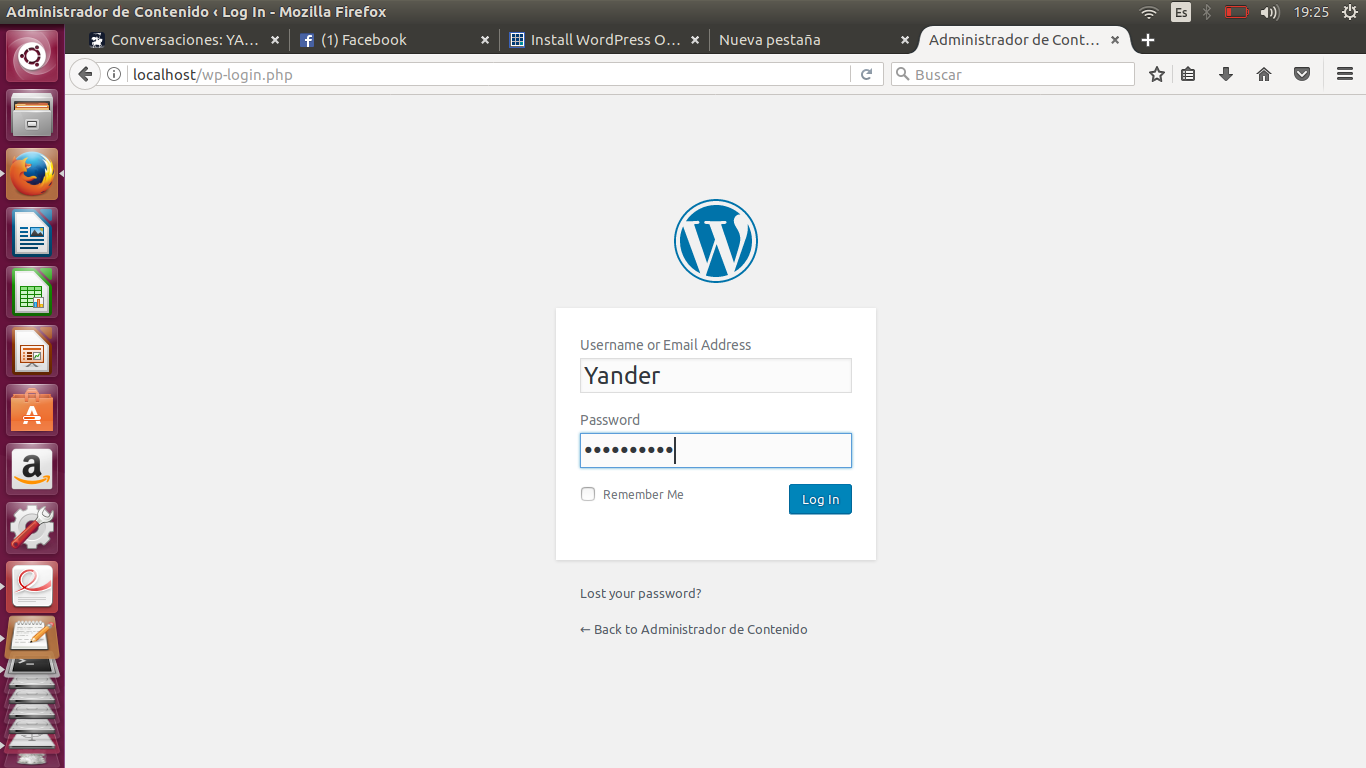 Administrador de Contenido ‹ Log In - Mozilla Firefox
Es
19:25
Conversaciones: YA...
(1) Facebook
Install WordPress O...
Nueva pestaña
Administrador de Cont...
localhost/wp-login.php
Buscar
Username or Email Address
Yander
Password
••••••••••
Remember Me
Log In
Lost your password?
← Back to Administrador de Contenido